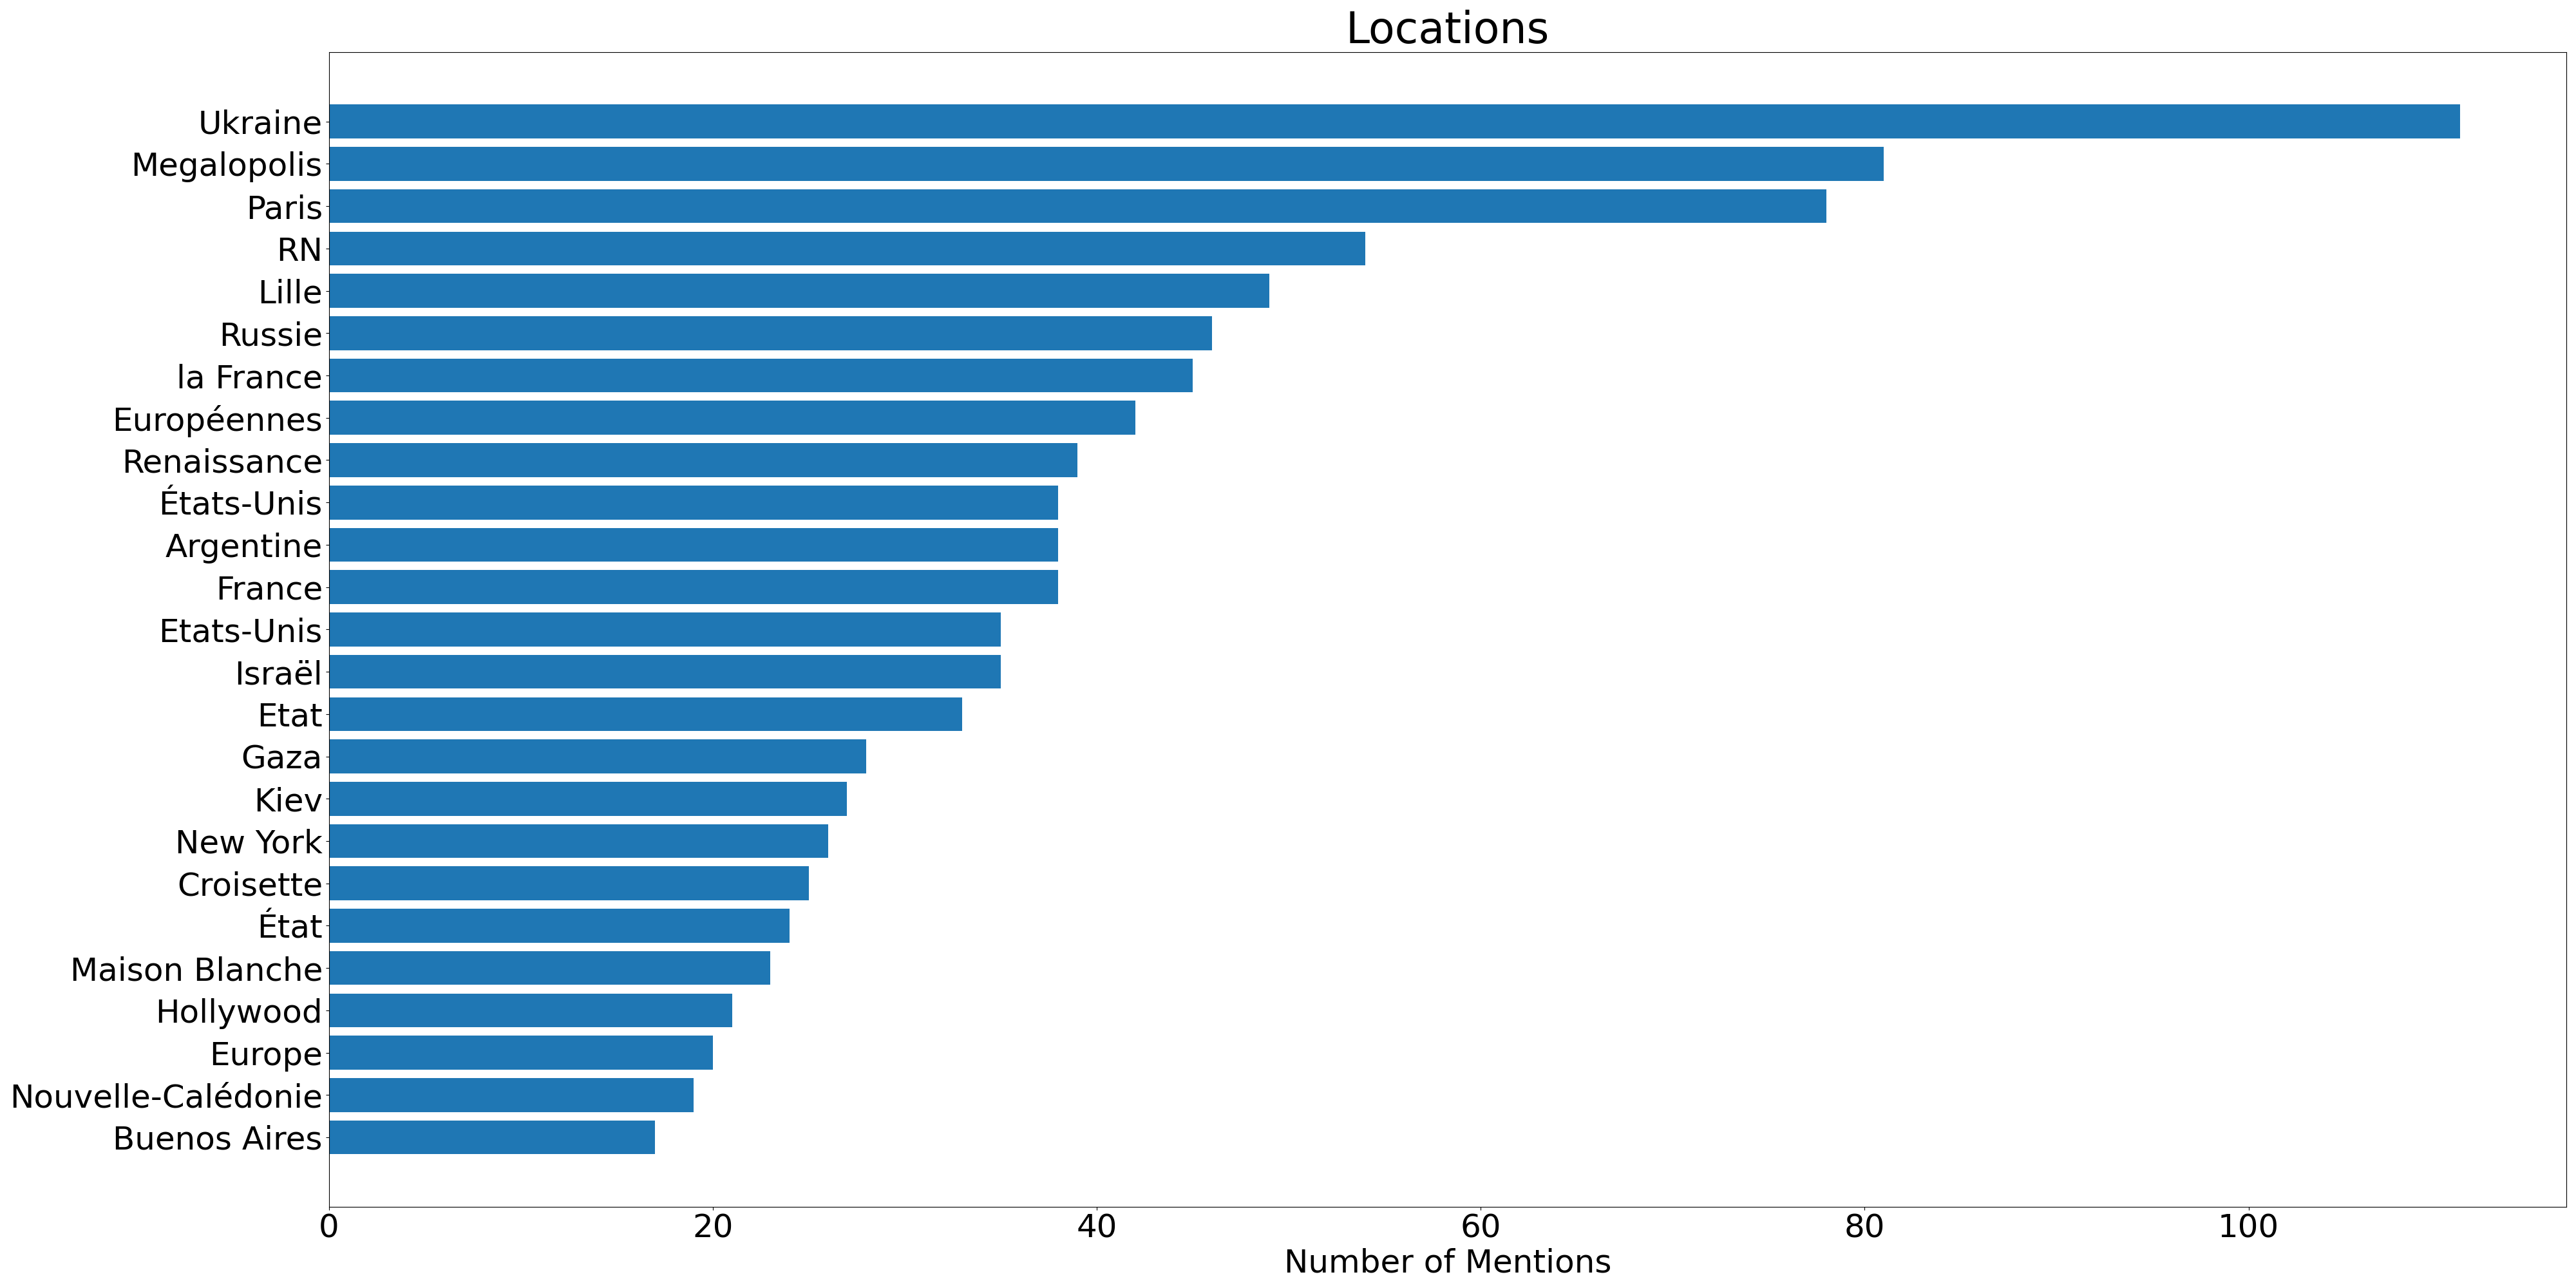 Locations
Ukraine
Megalopolis
Paris
RN
Lille
Russie
la France
Européennes
Renaissance
États-Unis
Argentine
France
Etats-Unis
Israël
Etat
Gaza
Kiev
New York
Croisette
État
Maison Blanche
Hollywood
Europe
Nouvelle-Calédonie
Buenos Aires
0 20 40 60 80 100
Number of Mentions